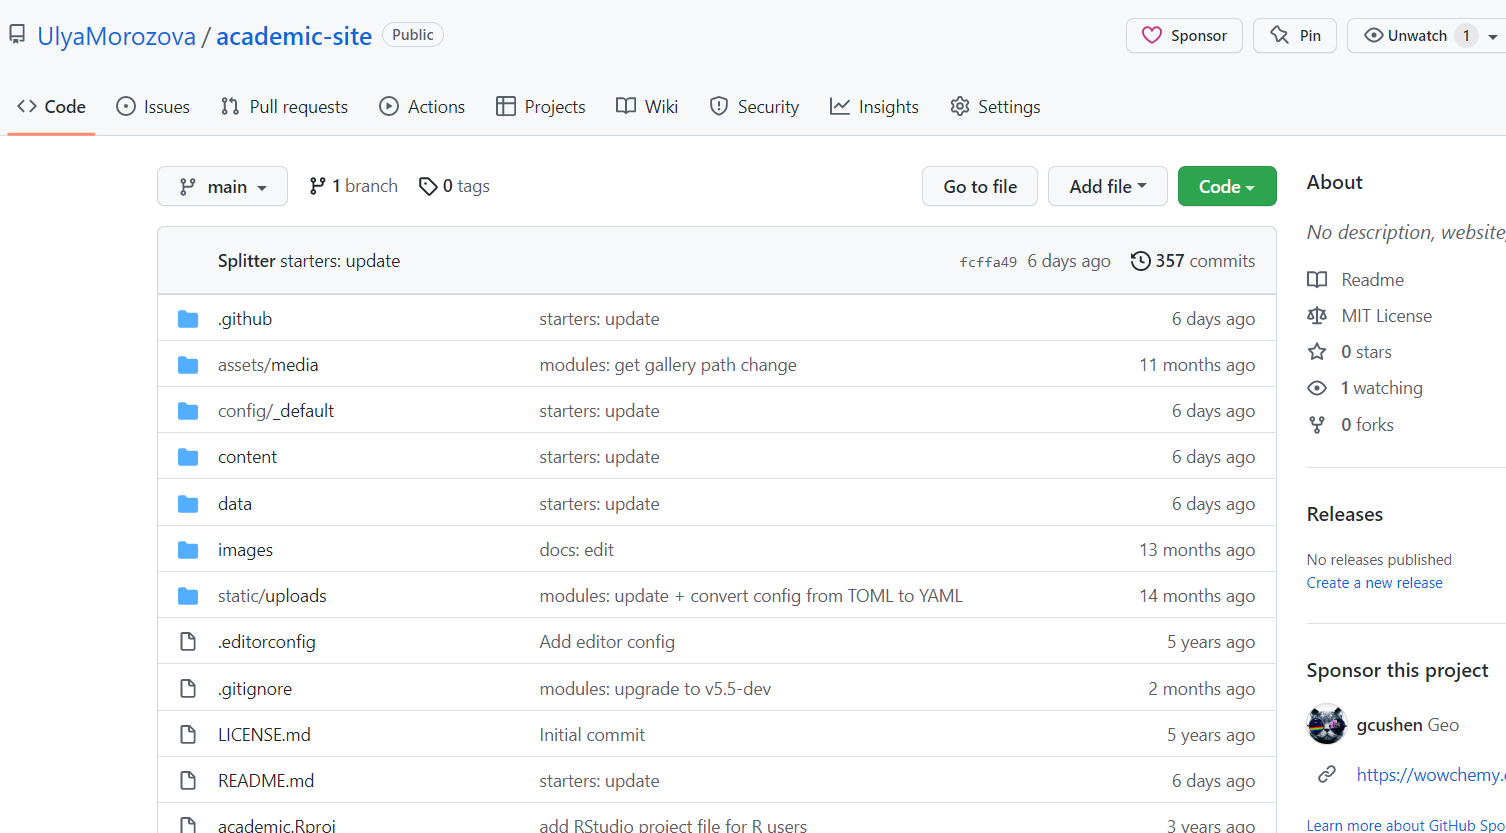 UlyaMorozova / academic-site Public Sponsor Pin Unwatch 1
Code Issues Pull requests Actions Projects Wiki Security Insights Settings
main 1 branch 0 tags Go to file Add file Code
Splitter starters: update fcffa49 6 days ago 357 commits
.github starters: update 6 days ago
assets/media modules: get gallery path change 11 months ago
config/_default starters: update 6 days ago
content starters: update 6 days ago
data starters: update 6 days ago
images docs: edit 13 months ago
static/uploads modules: update + convert config from TOML to YAML 14 months ago
.editorconfig Add editor config 5 years ago
.gitignore modules: upgrade to v5.5-dev 2 months ago
LICENSE.md Initial commit 5 years ago
README.md starters: update 6 days ago
academic.Rproj add RStudio project file for R users 3 years ago
About
No description, website,
Readme
MIT License
0 stars
1 watching
0 forks
Releases
No releases published
Create a new release
Sponsor this project
gcushen Geo
https://wowchemy.
Learn more about GitHub Spo